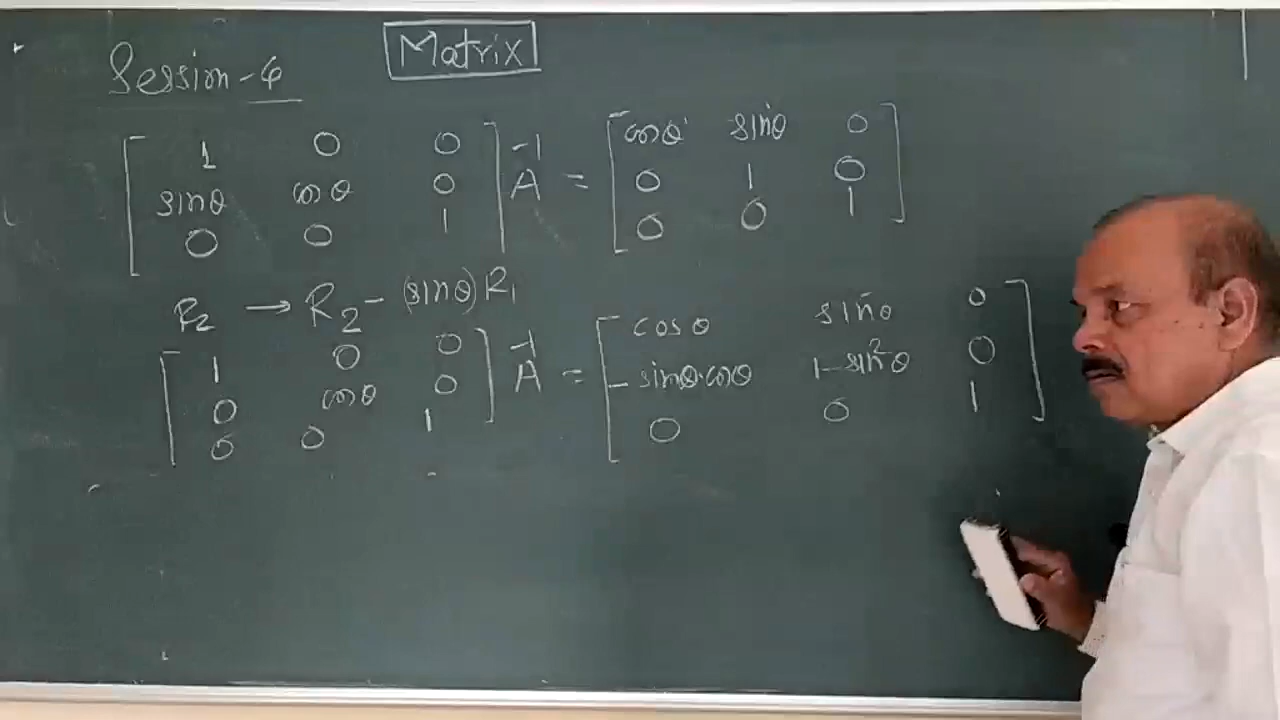 Session-4
Matrix
[ 1 0 0 ] A⁻¹ = [ cosθ sinθ 0 ]
[ sinθ cosθ 0 ] [ 0 1 0 ]
[ 0 0 1 ] [ 0 0 1 ]
R₂ → R₂ - (sinθ) R₁
[ 1 0 0 ] A⁻¹ = [ cosθ sinθ 0 ]
[ 0 cosθ 0 ] [ -sinθ.cosθ 1-sin²θ 0 ]
[ 0 0 1 ] [ 0 0 1 ]